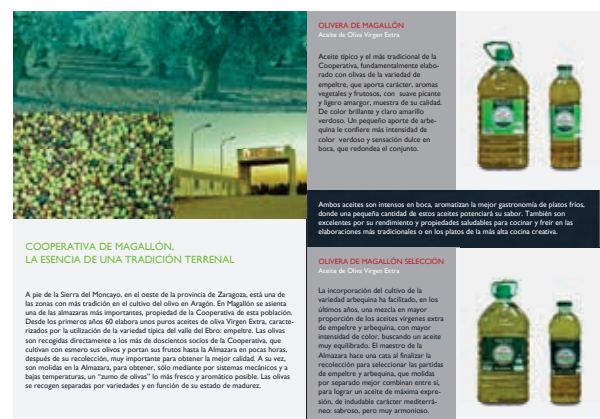 COOPERATIVA DE MAGALLÓN,
LA ESENCIA DE UNA TRADICIÓN TERRENAL
A pie de la Sierra del Moncayo, en el oeste de la provincia de Zaragoza, está una de
las zonas con más tradición en el cultivo del olivo en Aragón. En Magallón se asienta
una de las almazaras más importantes, propiedad de la Cooperativa de esta población.
Desde los primeros años 60 elabora unos puros aceites de oliva Virgen Extra, caracte-
rizados por la utilización de la variedad típica del valle del Ebro: empeltre. Las olivas
son recogidas directamente a los más de doscientos socios de la Cooperativa, que
cultivan con esmero sus olivos y portan sus frutos hasta la Almazara en pocas horas,
después de su recolección, muy importante para obtener la mejor calidad. A su vez,
son molidas en la Almazara, para obtener, sólo mediante por sistemas mecánicos y a
bajas temperaturas, un "zumo de olivas" lo más fresco y aromático posible. Las olivas
se recogen separadas por variedades y en función de su estado de madurez.
OLIVERA DE MAGALLÓN
Aceite de Oliva Virgen Extra
Aceite típico y el más tradicional de la
Cooperativa, fundamentalmente elabo-
rado con olivas de la variedad de
empeltre, que aporta carácter, aromas
vegetales y frutosos, con suave picante
y ligero amargor, muestra de su calidad.
De color brillante y claro amarillo
verdoso. Un pequeño aporte de arbe-
quina le confiere más intensidad de
color verdoso y sensación dulce en
boca, que redondea el conjunto.
Ambos aceites son intensos en boca, aromatizan la mejor gastronomía de platos fríos,
donde una pequeña cantidad de estos aceites potenciará su sabor. También son
excelentes por su rendimiento y propiedades saludables para cocinar y freir en las
elaboraciones más tradicionales o en los platos de la más alta cocina creativa.
OLIVERA DE MAGALLÓN SELECCIÓN
Aceite de Oliva Virgen Extra
La incorporación del cultivo de la
variedad arbequina ha facilitado, en los
últimos años, una mezcla en mayor
proporción de los aceites vírgenes extra
de empeltre y arbequina, con mayor
intensidad de color, buscando un aceite
muy equilibrado. El maestro de la
Almazara hace una cata al finalizar la
recolección para seleccionar las partidas
de empeltre y arbequina, que molidas
por separado mejor combinan entre sí,
para lograr un aceite de máxima expre-
sión, de indudable carácter mediterrá-
neo: sabroso, pero muy armonioso.